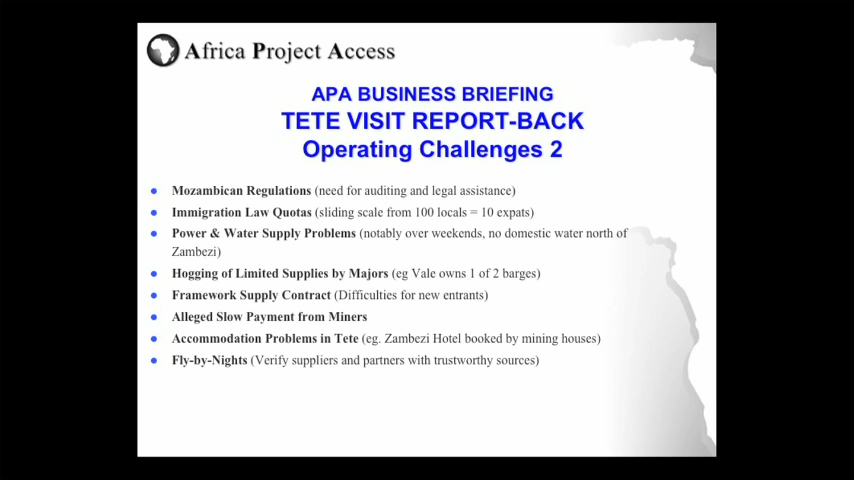 Africa Project Access
APA BUSINESS BRIEFING
TETE VISIT REPORT-BACK
Operating Challenges 2
Mozambican Regulations (need for auditing and legal assistance)
Immigration Law Quotas (sliding scale from 100 locals = 10 expats)
Power & Water Supply Problems (notably over weekends, no domestic water north of
Zambezi)
Hogging of Limited Supplies by Majors (eg Vale owns 1 of 2 barges)
Framework Supply Contract (Difficulties for new entrants)
Alleged Slow Payment from Miners
Accommodation Problems in Tete (eg. Zambezi Hotel booked by mining houses)
Fly-by-Nights (Verify suppliers and partners with trustworthy sources)